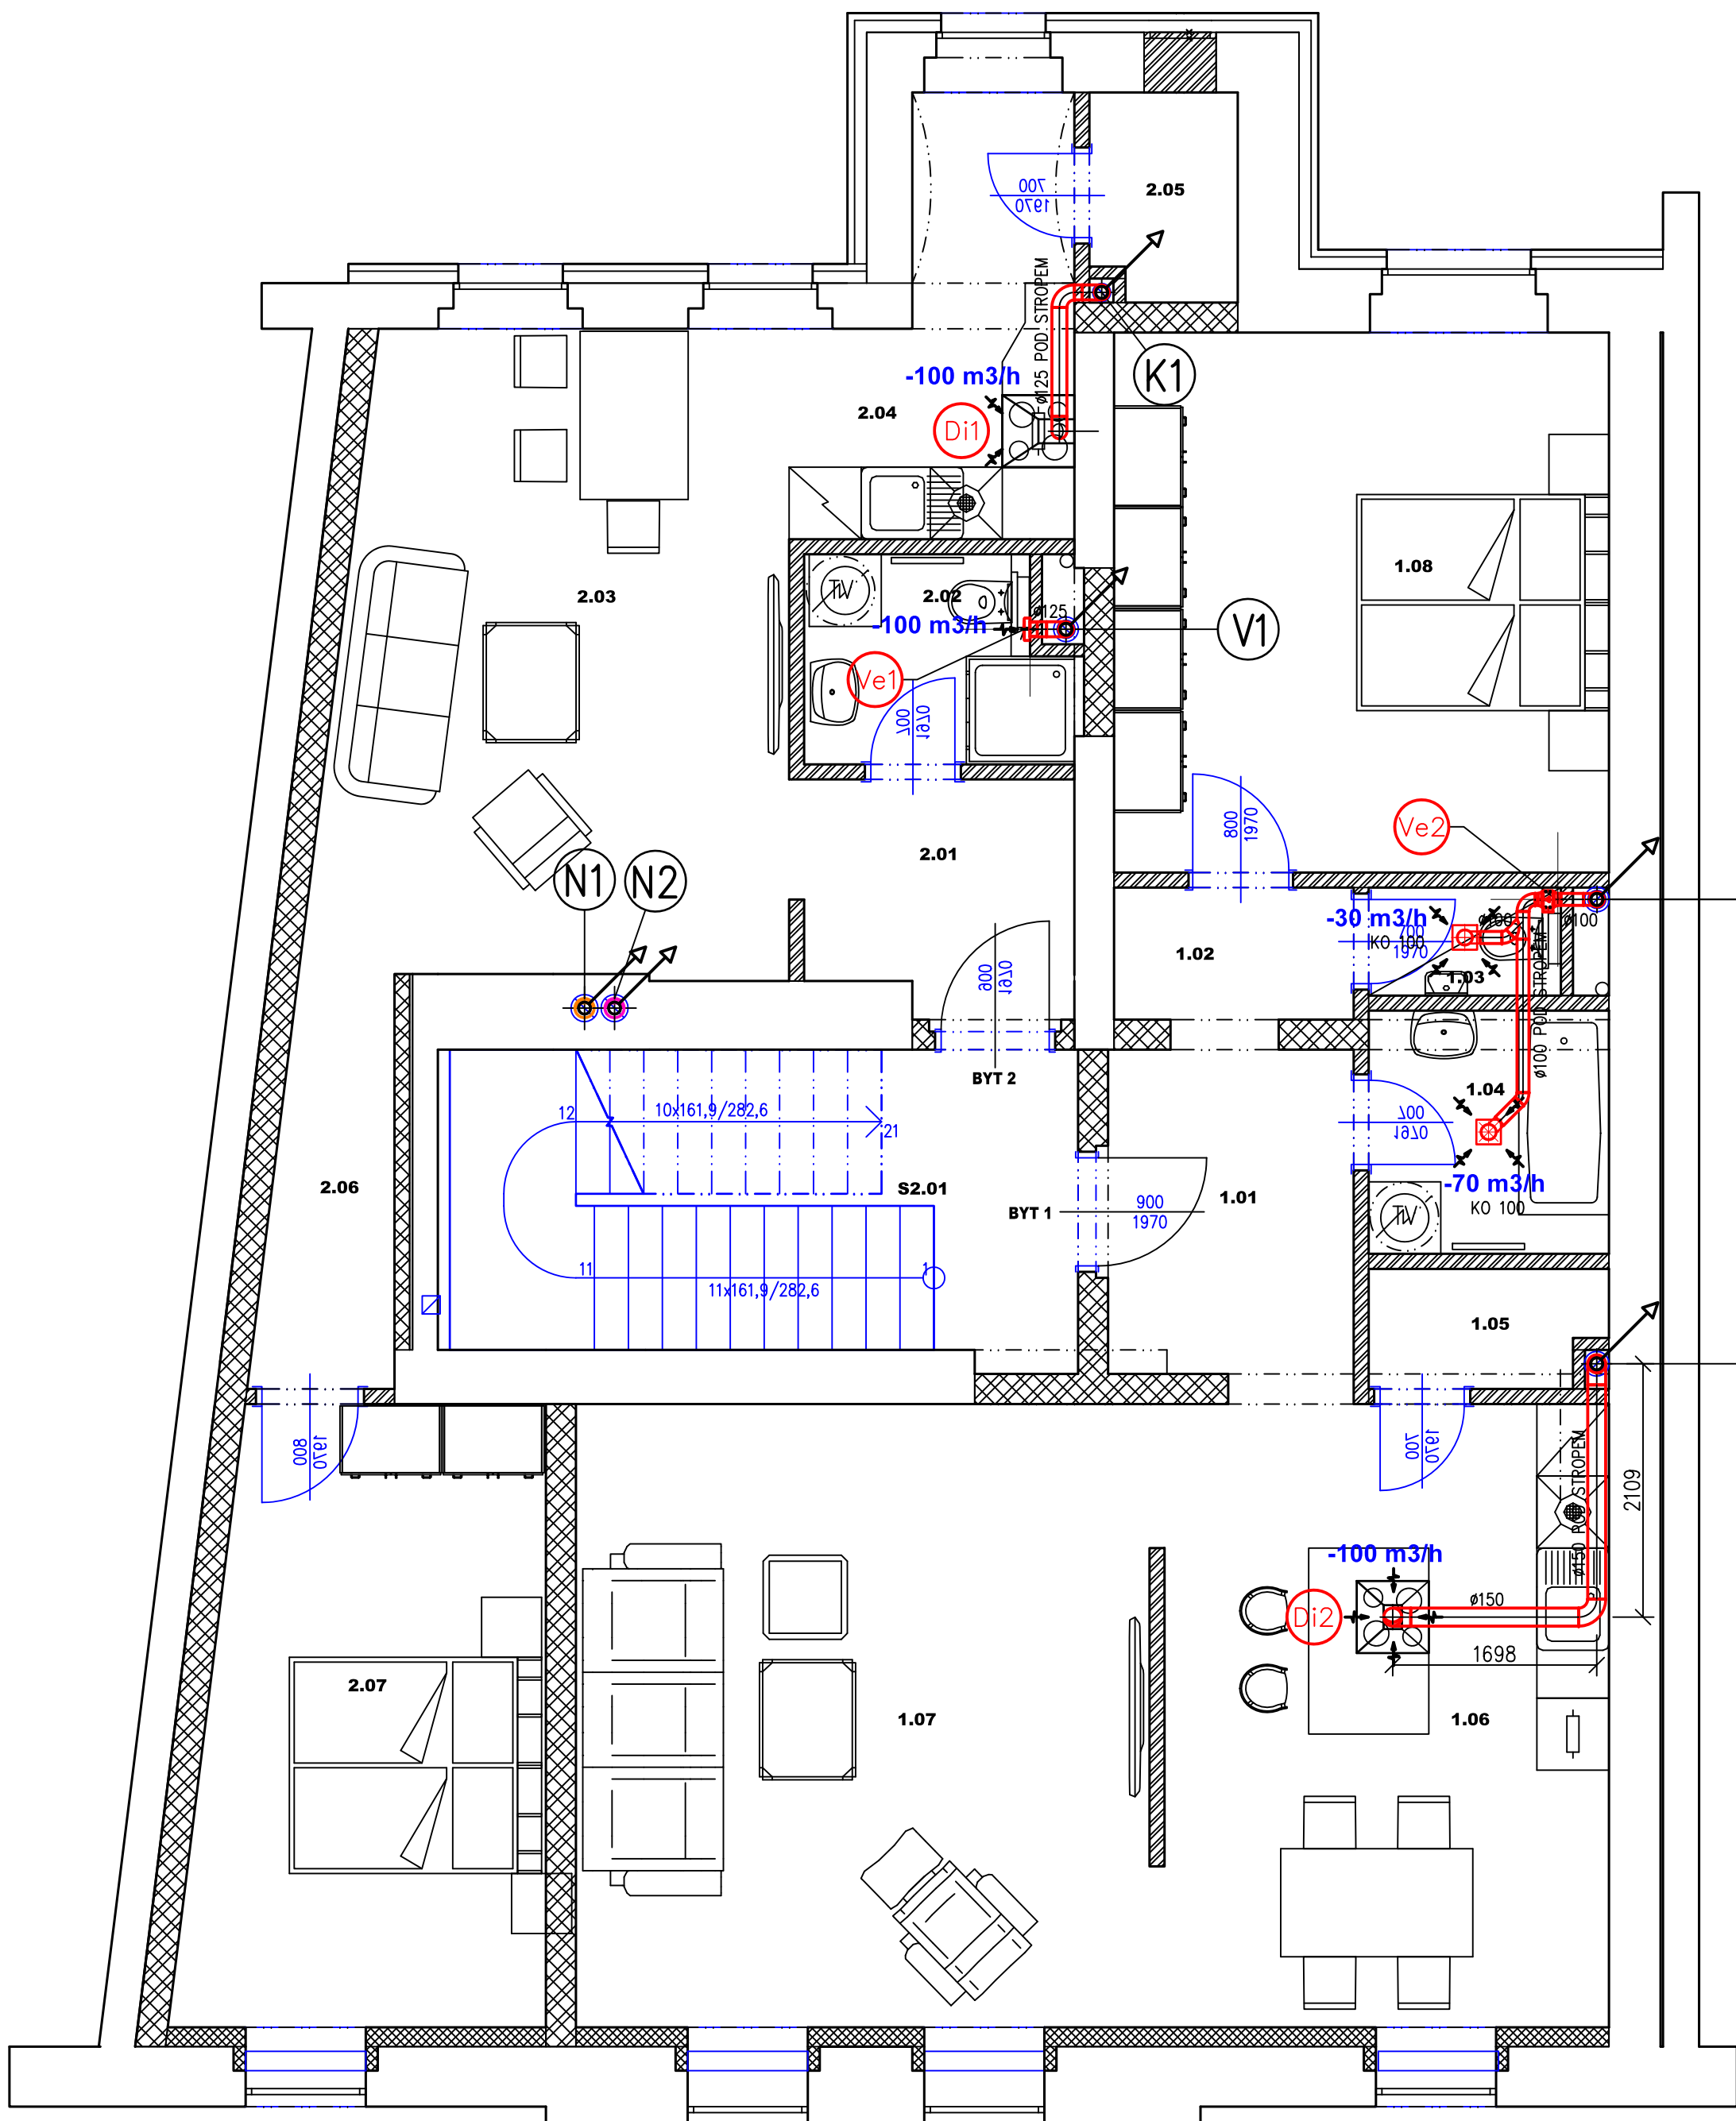 700
1970
2.05
ø125 POD STROPEM
K1
-100 m3/h
2.04
Di1
1.08
2.03
2.02
ø125
-100 m3/h
V1
Ve1
700
1970
800
1970
Ve2
2.01
N1
N2
-30 m3/h
ø100
ø100
700
1970
KO 100
1.03
1.02
900
1970
ø100 POD STROPEM
BYT 2
1.04
12
10x161,9/282,6
21
700
1970
-70 m3/h
KO 100
2.06
S2.01
1.01
BYT 1
900
1970
11
1
11x161,9/282,6
1.05
800
1970
700
1970
ø150 POD STROPEM
2109
-100 m3/h
Di2
ø150
1698
2.07
1.07
1.06